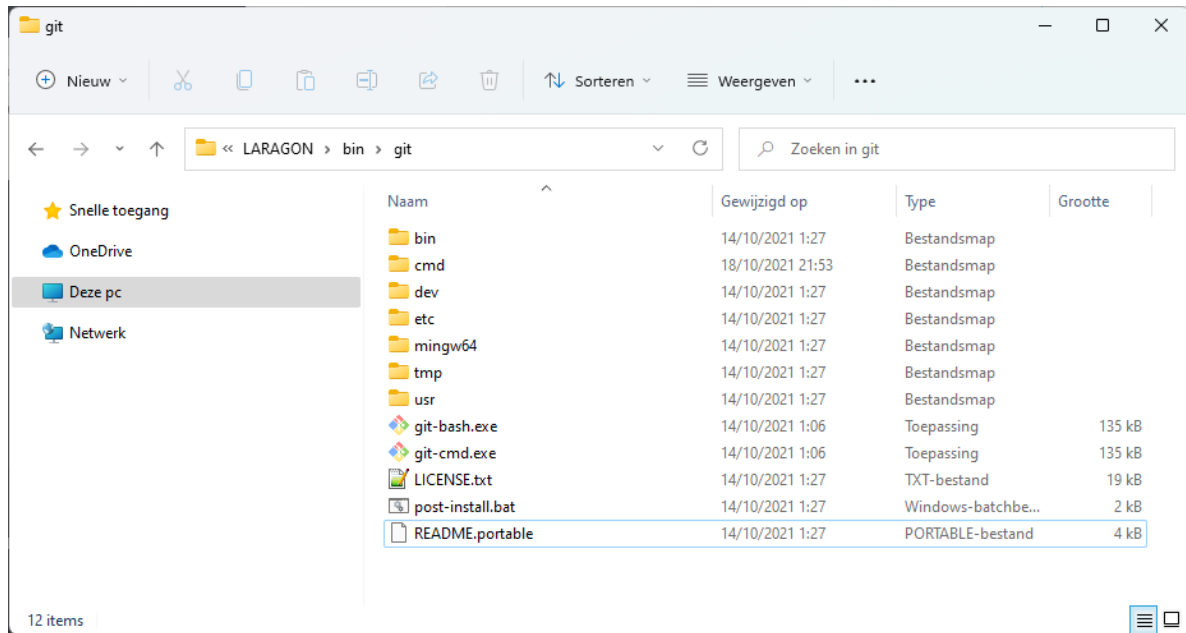 git
Nieuw
Sorteren
Weergeven
« LARAGON > bin > git
Zoeken in git
Snelle toegang
OneDrive
Deze pc
Netwerk
Naam Gewijzigd op Type Grootte
bin 14/10/2021 1:27 Bestandsmap
cmd 18/10/2021 21:53 Bestandsmap
dev 14/10/2021 1:27 Bestandsmap
etc 14/10/2021 1:27 Bestandsmap
mingw64 14/10/2021 1:27 Bestandsmap
tmp 14/10/2021 1:27 Bestandsmap
usr 14/10/2021 1:27 Bestandsmap
git-bash.exe 14/10/2021 1:06 Toepassing 135 kB
git-cmd.exe 14/10/2021 1:06 Toepassing 135 kB
LICENSE.txt 14/10/2021 1:27 TXT-bestand 19 kB
post-install.bat 14/10/2021 1:27 Windows-batchbe... 2 kB
README.portable 14/10/2021 1:27 PORTABLE-bestand 4 kB
12 items